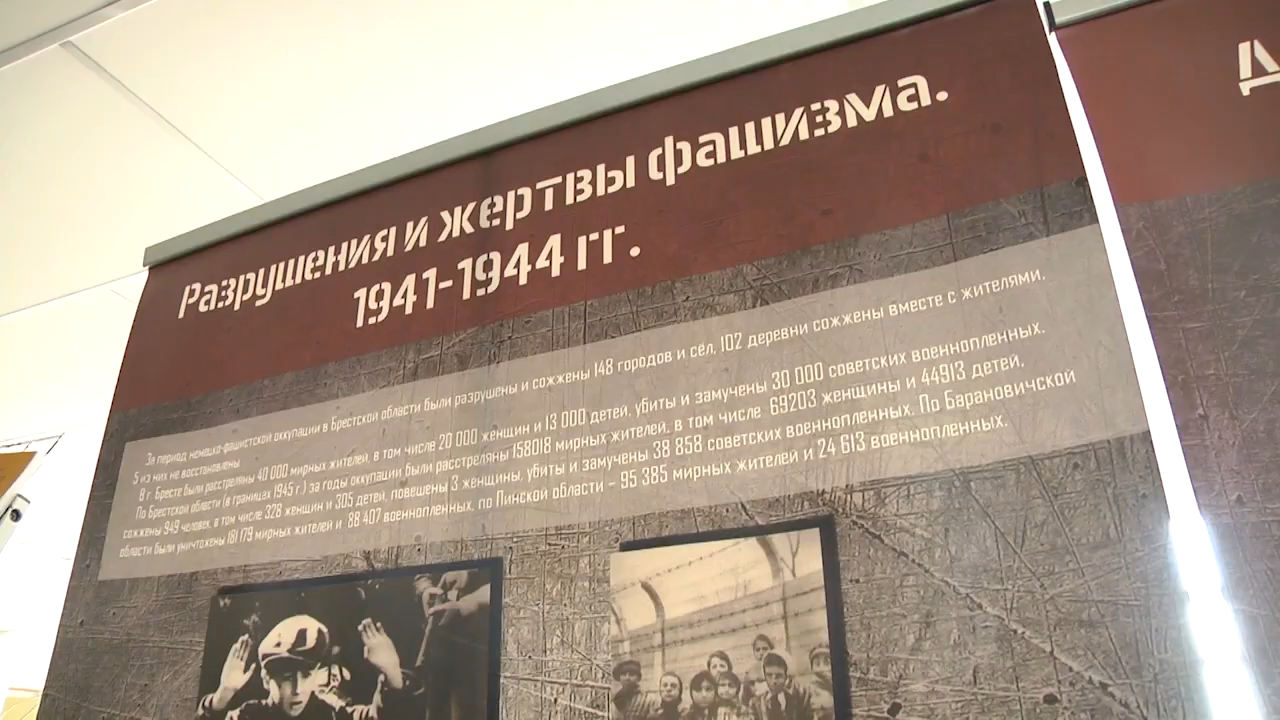 Разрушения и жертвы фашизма.
1941-1944 гг.
За период немецко-фашистской оккупации в Брестской области были разрушены и сожжены 148 городов и сёл, 102 деревни сожжены вместе с жителями,
5 из них не восстановлены
В г. Бресте были расстреляны 40 000 мирных жителей, в том числе 20 000 женщин и 13 000 детей, убиты и замучены 30 000 советских военнопленных.
По Брестской области (в границах 1945 г.) за годы оккупации были расстреляны 158018 мирных жителей, в том числе 69203 женщины и 44913 детей,
сожжены 949 человек, в том числе 328 женщин и 305 детей, повешены 3 женщины, убиты и замучены 38 858 советских военнопленных. По Барановичской
области были уничтожены 181 179 мирных жителей и 88 407 военнопленных, по Пинской области – 95 385 мирных жителей и 24 613 военнопленных.
Д